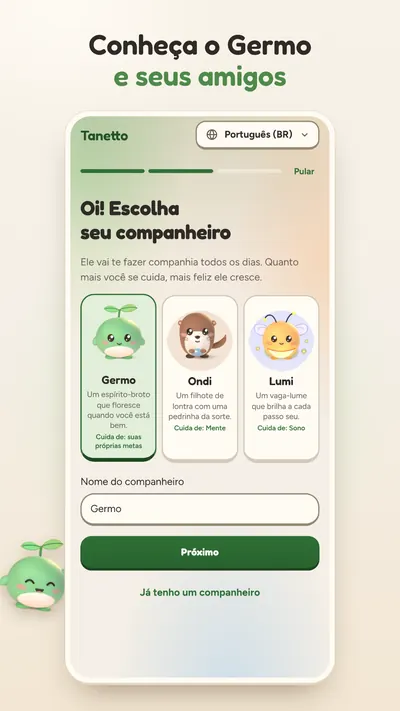 Conheça o Germo
e seus amigos
Tanetto
Português (BR)
Pular
Oi! Escolha
seu companheiro
Ele vai te fazer companhia todos os dias. Quanto
mais você se cuida, mais feliz ele cresce.
Germo
Um espírito-broto
que floresce
quando você está
bem.
Cuida de: suas
próprias metas
Ondi
Um filhote de
lontra com uma
pedrinha da sorte.
Cuida de: Mente
Lumi
Um vaga-lume
que brilha a cada
passo seu.
Cuida de: Sono
Nome do companheiro
Germo
Próximo
Já tenho um companheiro